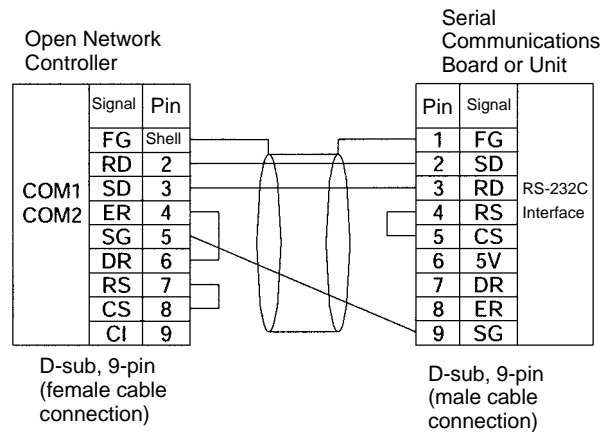 Open Network
Controller
Serial
Communications
Board or Unit
Signal Pin
FG Shell
RD 2
SD 3
ER 4
SG 5
DR 6
RS 7
CS 8
CI 9
COM1
COM2
Pin Signal
1 FG
2 SD
3 RD
4 RS
5 CS
6 5V
7 DR
8 ER
9 SG
RS-232C
Interface
D-sub, 9-pin
(female cable
connection)
D-sub, 9-pin
(male cable
connection)